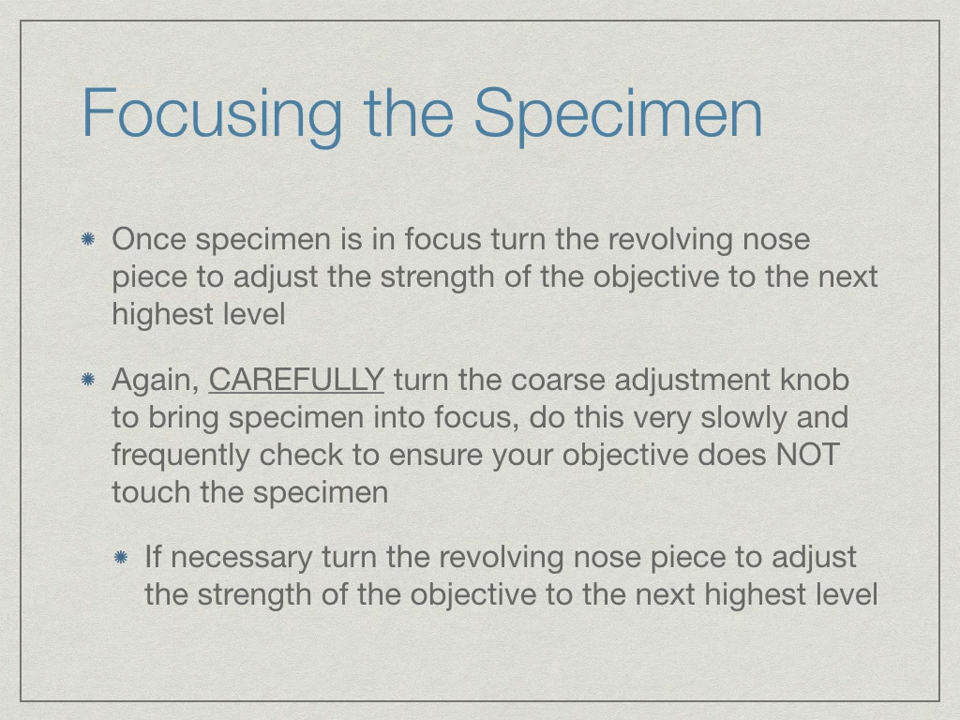 Focusing the Specimen
Once specimen is in focus turn the revolving nose
piece to adjust the strength of the objective to the next
highest level
Again, CAREFULLY turn the coarse adjustment knob
to bring specimen into focus, do this very slowly and
frequently check to ensure your objective does NOT
touch the specimen
If necessary turn the revolving nose piece to adjust
the strength of the objective to the next highest level